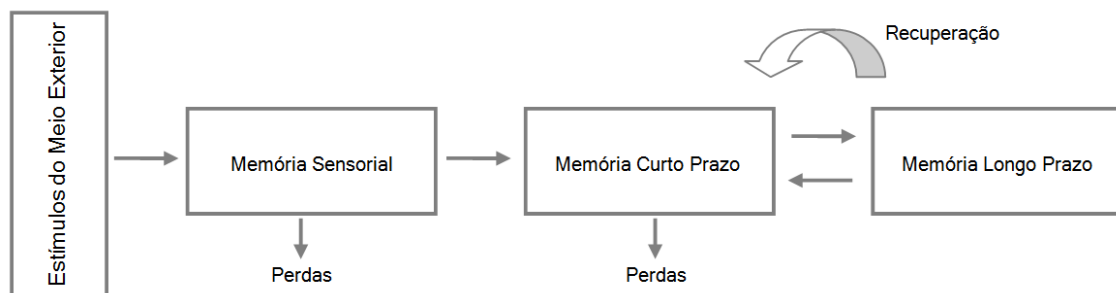 Estímulos do Meio Exterior
Recuperação
Memória Sensorial
Memória Curto Prazo
Memória Longo Prazo
Perdas
Perdas